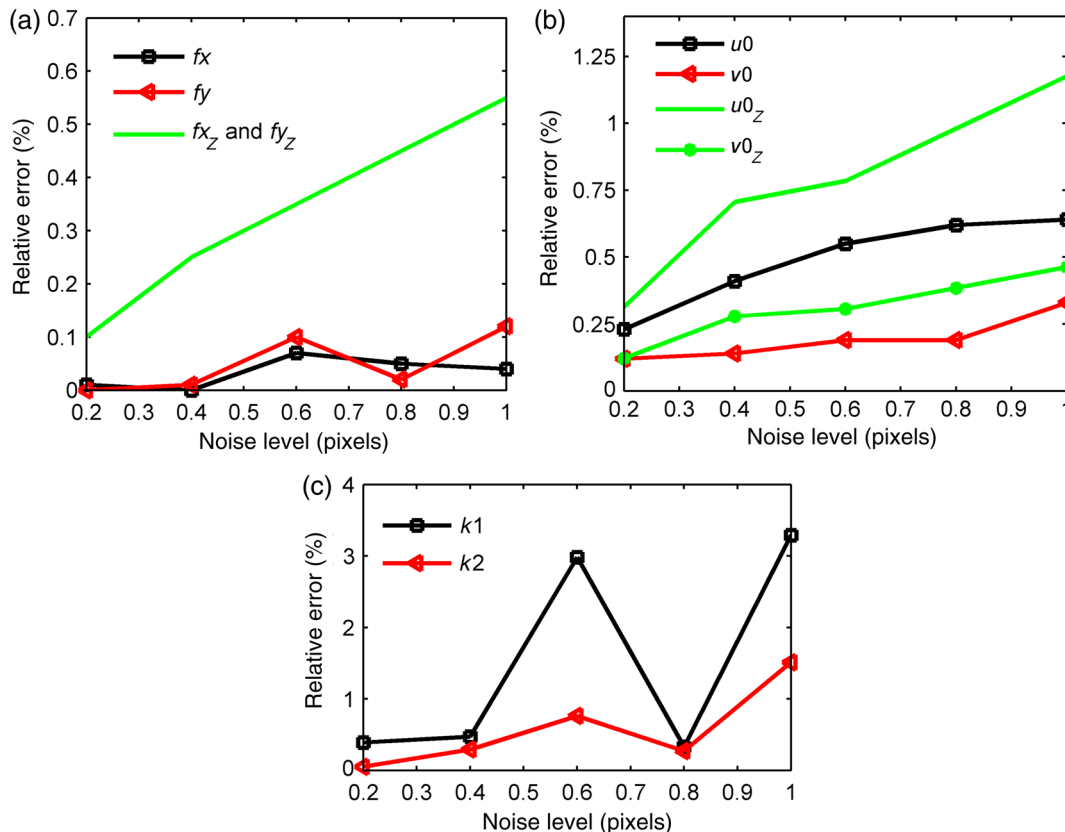 (a)
0.7
0.6
0.5
0.4
0.3
0.2
0.1
0
Relative error (%)
fx
fy
fx_Z and fy_Z
0.2 0.3 0.4 0.5 0.6 0.7 0.8 0.9 1
Noise level (pixels)
(b)
1.25
1
0.75
0.5
0.25
0
Relative error (%)
u0
v0
u0_Z
v0_Z
0.2 0.3 0.4 0.5 0.6 0.7 0.8 0.9 1
Noise level (pixels)
(c)
4
3
2
1
0
Relative error (%)
k1
k2
0.2 0.3 0.4 0.5 0.6 0.7 0.8 0.9 1
Noise level (pixels)